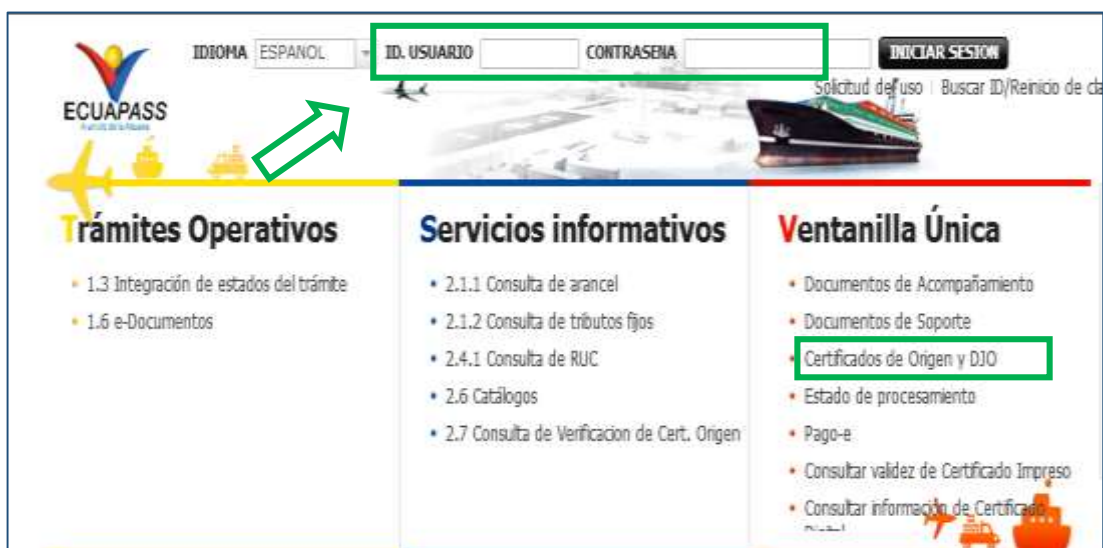 IDIOMA ESPAÑOL ID. USUARIO CONTRASENA INICIAR SESION
Solicitud de uso | Buscar ID/Reinicio de cla
ECUAPASS
Trámites Operativos
1.3 Integración de estados del trámite
1.6 e-Documentos
Servicios informativos
2.1.1 Consulta de arancel
2.1.2 Consulta de tributos fijos
2.4.1 Consulta de RUC
2.6 Catálogos
2.7 Consulta de Verificacion de Cert. Origen
Ventanilla Única
Documentos de Acompañamiento
Documentos de Soporte
Certificados de Origen y DJO
Estado de procesamiento
Pago-e
Consultar validez de Certificado Impreso
Consultar información de Certificado